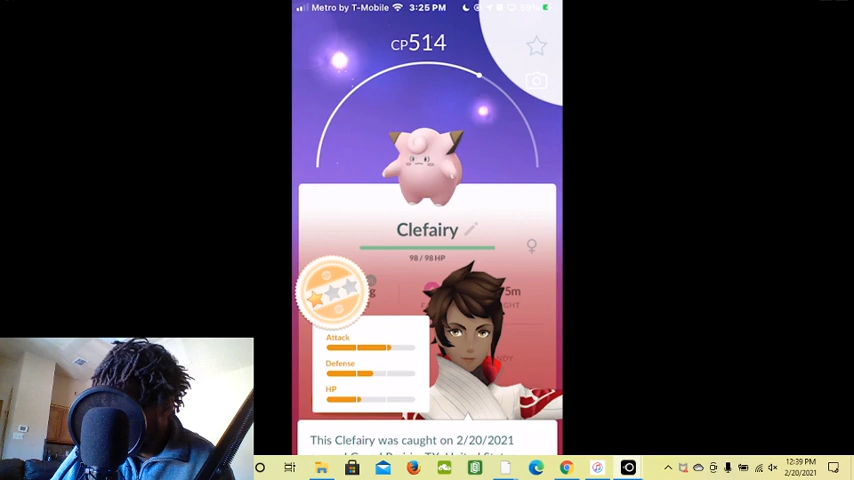 Metro by T-Mobile 3:25 PM
CP514
Clefairy
98 / 98 HP
Attack
Defense
HP
This Clefairy was caught on 2/20/2021
12:39 PM
2/20/2021